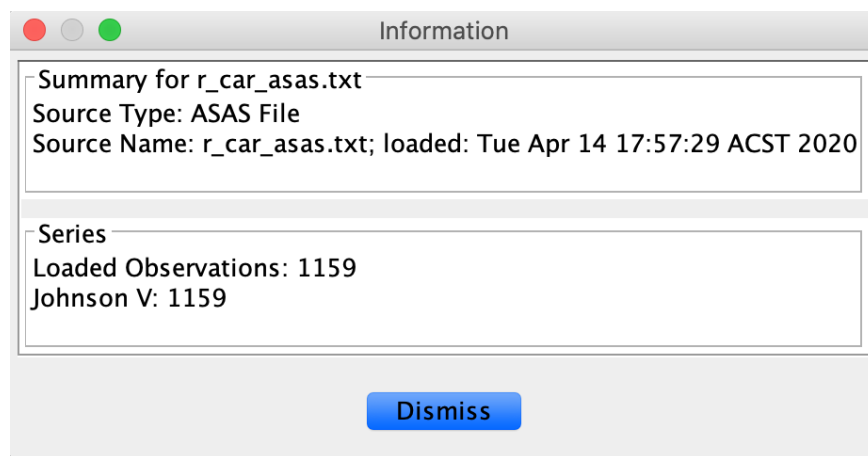 Information
Summary for r_car_asas.txt
Source Type: ASAS File
Source Name: r_car_asas.txt; loaded: Tue Apr 14 17:57:29 ACST 2020
Series
Loaded Observations: 1159
Johnson V: 1159
Dismiss